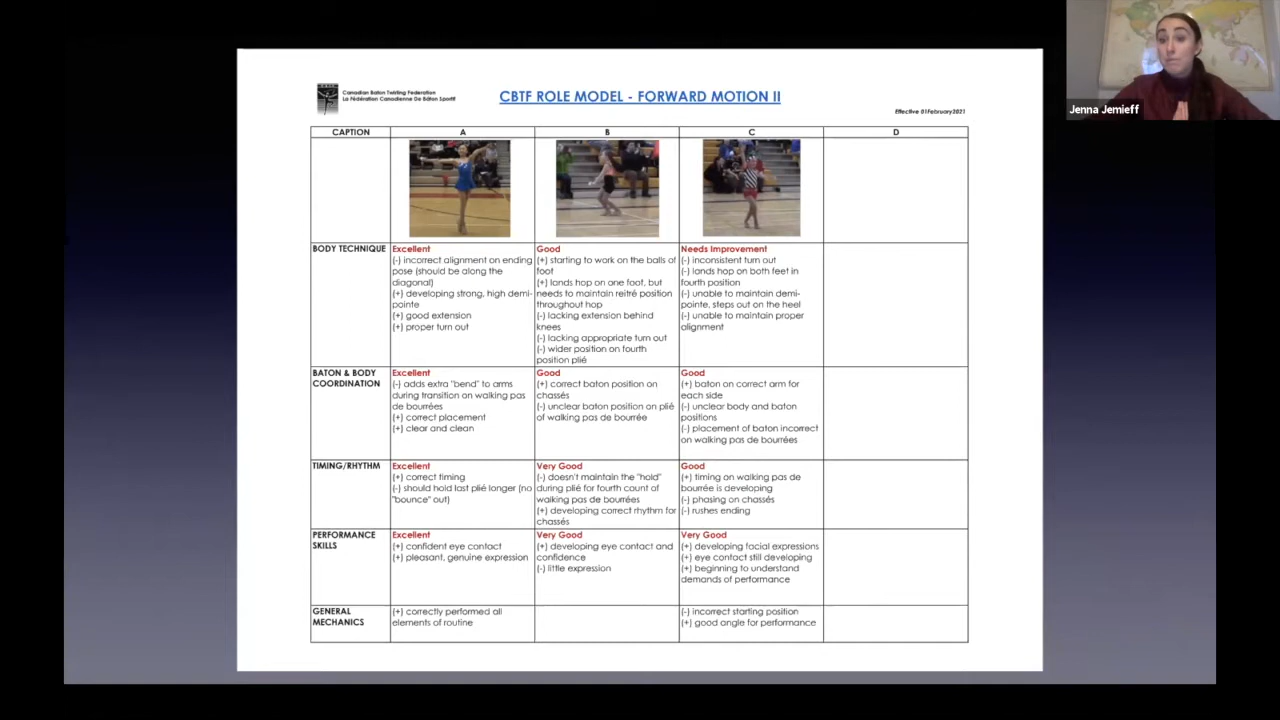 Jenna Jemieff
Canadian Baton Twirling Federation
La Fédération Canadienne De Bâton Sportif
CBTF ROLE MODEL - FORWARD MOTION II
Effective 01February2021
CAPTION
A
B
C
D
BODY TECHNIQUE
Excellent
(-) incorrect alignment on ending
pose (should be along the
diagonal)
(+) developing strong, high demi-
pointe
(+) good extension
(+) proper turn out
Good
(+) starting to work on the balls of
foot
(+) lands hop on one foot, but
needs to maintain reitré position
throughout hop
(-) lacking extension behind
knees
(-) lacking appropriate turn out
(-) wider position on fourth
position plié
Needs Improvement
(-) inconsistent turn out
(-) lands hop on both feet in
fourth position
(-) unable to maintain demi-
pointe, steps out on the heel
(-) unable to maintain proper
alignment
BATON & BODY
COORDINATION
Excellent
(-) adds extra "bend" to arms
during transition on walking pas
de bourrées
(+) correct placement
(+) clear and clean
Good
(+) correct baton position on
chassés
(-) unclear baton position on plié
of walking pas de bourrée
Good
(+) baton on correct arm for
each side
(-) unclear body and baton
positions
(-) placement of baton incorrect
on walking pas de bourrées
TIMING/RHYTHM
Excellent
(+) correct timing
(-) should hold last plié longer (no
"bounce" out)
Very Good
(-) doesn't maintain the "hold"
during plié for fourth count of
walking pas de bourrées
(+) developing correct rhythm for
chassés
Good
(+) timing on walking pas de
bourrée is developing
(-) phasing on chassés
(-) rushes ending
PERFORMANCE
SKILLS
Excellent
(+) confident eye contact
(+) pleasant, genuine expression
Very Good
(+) developing eye contact and
confidence
(-) little expression
Very Good
(+) developing facial expressions
(+) eye contact still developing
(+) beginning to understand
demands of performance
GENERAL
MECHANICS
(+) correctly performed all
elements of routine
(-) incorrect starting position
(+) good angle for performance